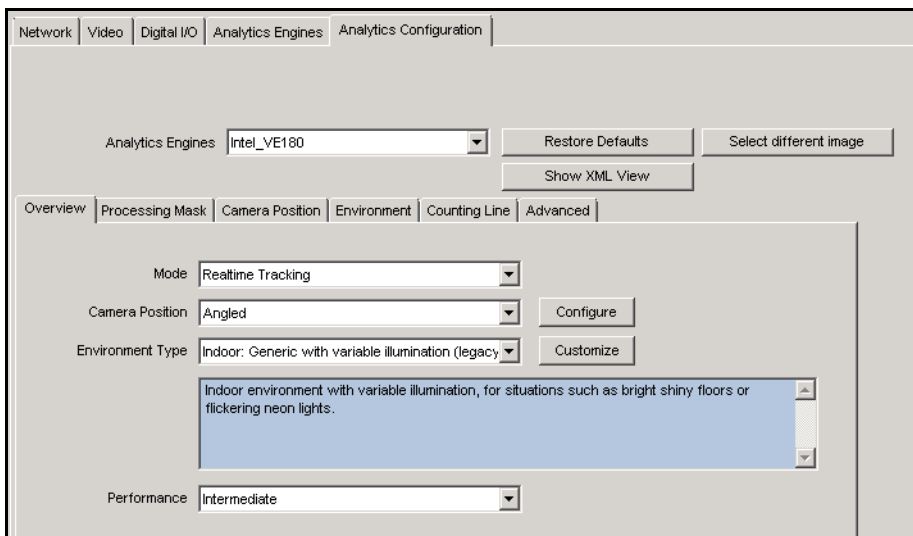 Network Video Digital I/O Analytics Engines Analytics Configuration
Analytics Engines Intel_VE180 Restore Defaults Select different image
Show XML View
Overview Processing Mask Camera Position Environment Counting Line Advanced
Mode Realtime Tracking
Camera Position Angled Configure
Environment Type Indoor: Generic with variable illumination (legacy Customize
Indoor environment with variable illumination, for situations such as bright shiny floors or
flickering neon lights.
Performance Intermediate